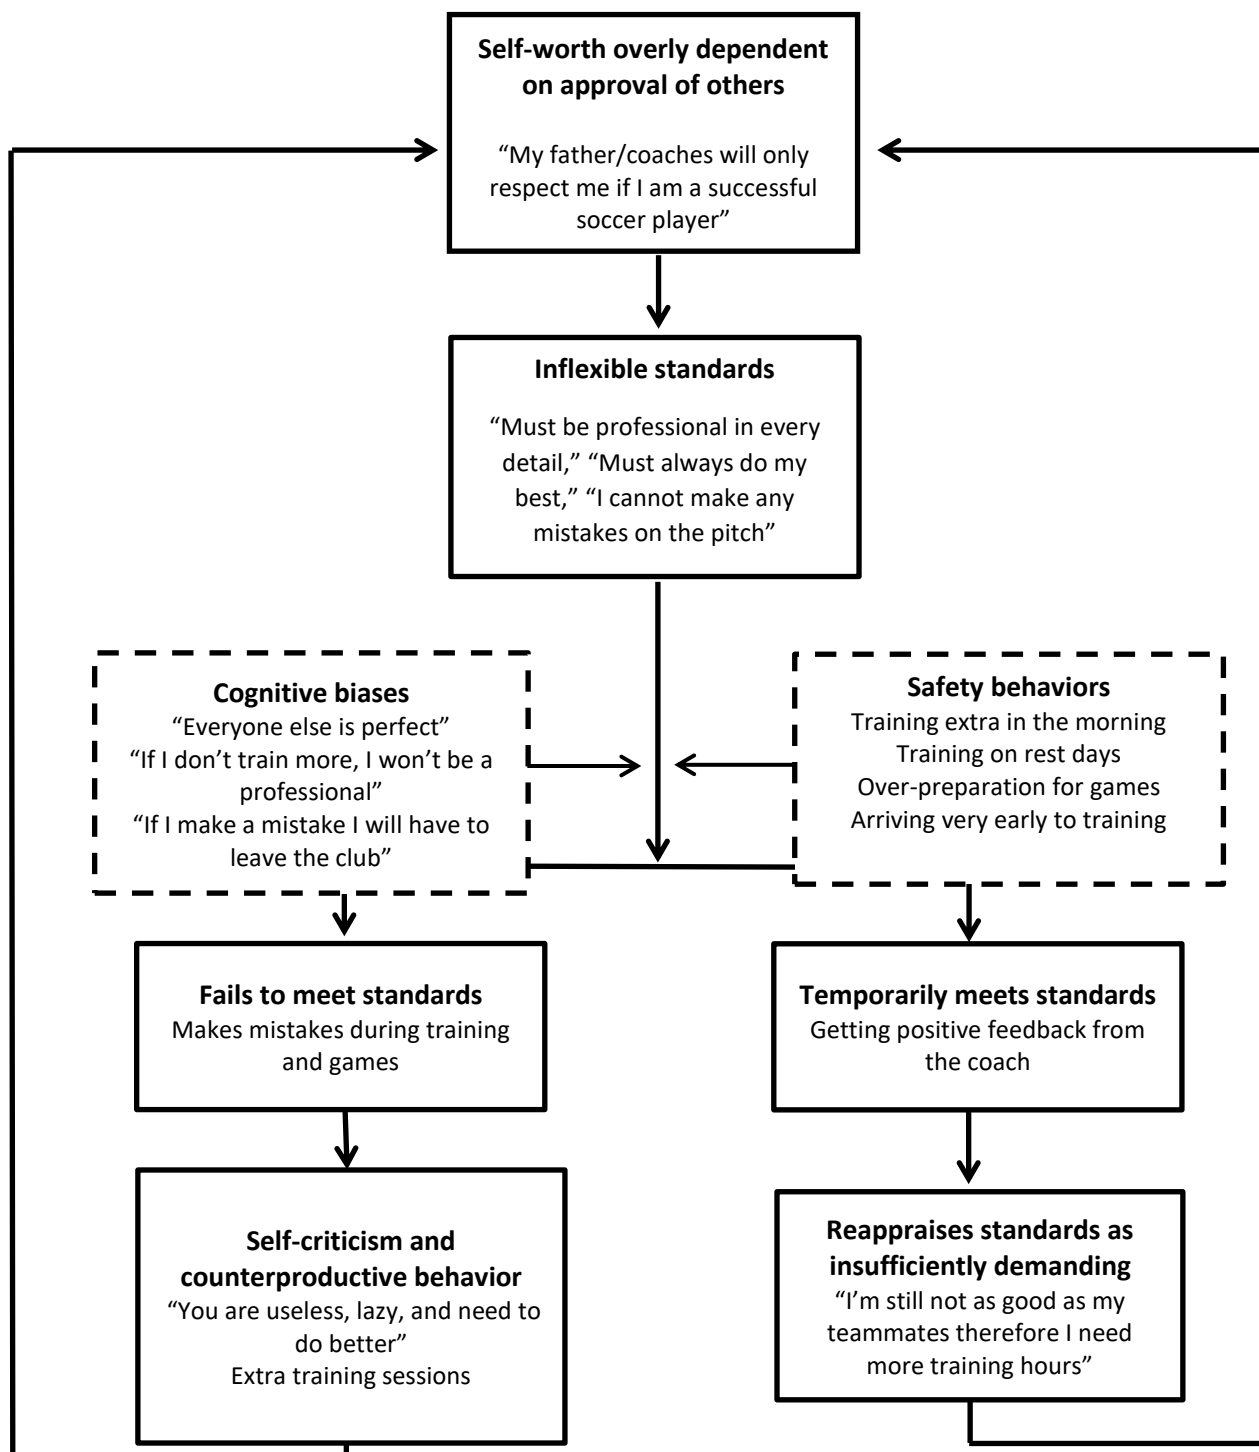 Self-worth overly dependent
on approval of others
“My father/coaches will only
respect me if I am a successful
soccer player”
Inflexible standards
“Must be professional in every
detail,” “Must always do my
best,” “I cannot make any
mistakes on the pitch”
Cognitive biases
“Everyone else is perfect”
“If I don’t train more, I won’t be a
professional”
“If I make a mistake I will have to
leave the club”
Safety behaviors
Training extra in the morning
Training on rest days
Over-preparation for games
Arriving very early to training
Fails to meet standards
Makes mistakes during training
and games
Temporarily meets standards
Getting positive feedback from
the coach
Self-criticism and
counterproductive behavior
“You are useless, lazy, and need to
do better”
Extra training sessions
Reappraises standards as
insufficiently demanding
“I’m still not as good as my
teammates therefore I need
more training hours”